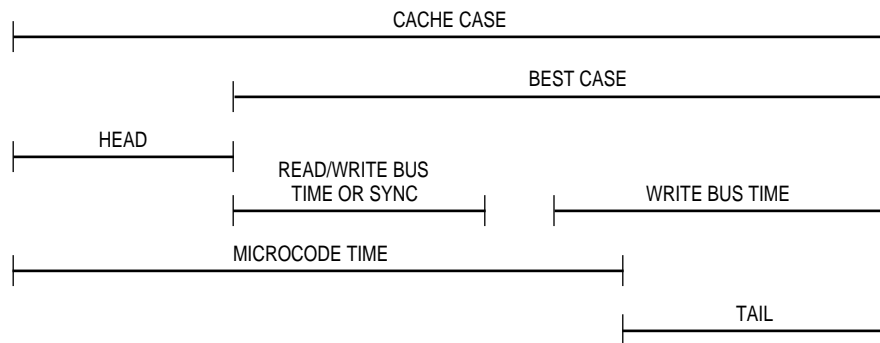 CACHE CASE
BEST CASE
HEAD
READ/WRITE BUS
TIME OR SYNC
WRITE BUS TIME
MICROCODE TIME
TAIL